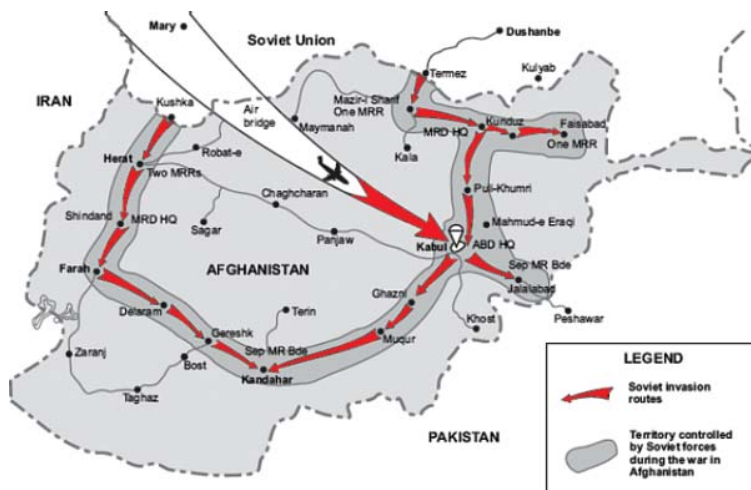 Mary
Soviet Union
Dushanbe
Termez
Kulyab
IRAN
Kushka
Air
bridge
Maymanah
Mazir-i Sharif
One MRR
MRD HQ
Kunduz
Faisabad
One MRR
Kala
Herat
Robat-e
Two MRRs
Puli-Khumri
Chaghcharan
Shindand
MRD HQ
Sagar
Panjaw
Mahmud-e Eraqi
Kabul
ABD HQ
Farah
AFGHANISTAN
Sep MR Bde
Jalalabad
Ghazni
Peshawar
Delaram
Terin
Khost
Gereshk
Muqur
Zaranj
Bost
Sep MR Bde
Kandahar
Taghaz
PAKISTAN
LEGEND
Soviet invasion
routes
Territory controlled
by Soviet forces
during the war in
Afghanistan